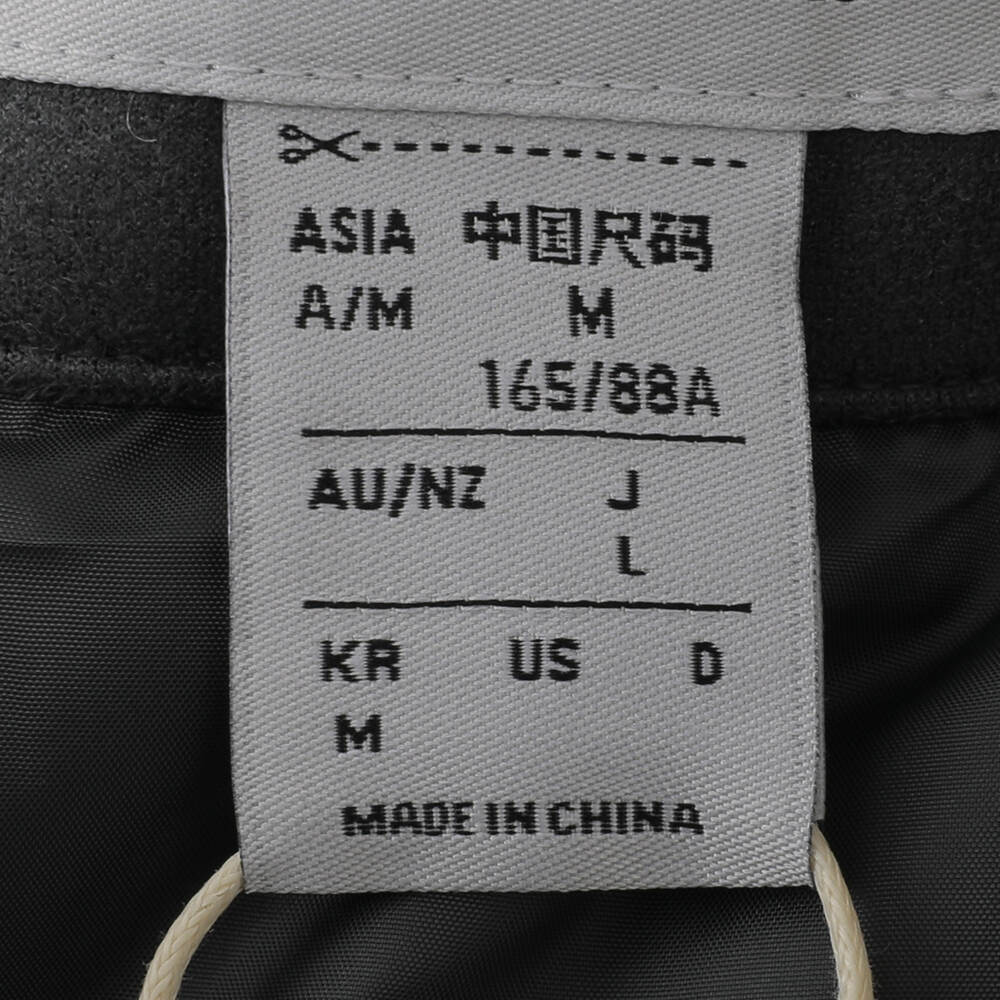 ASIA 中国尺码
A/M M
165/88A
AU/NZ J
L
KR US D
M
MADE IN CHINA